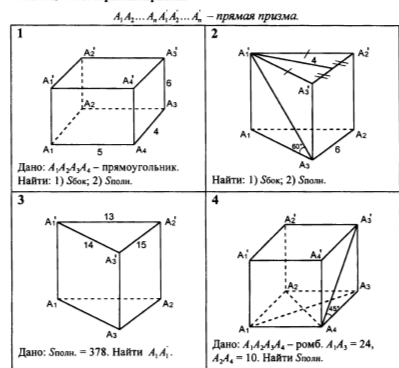 A₁A₂...AₙA₁'A₂'...Aₙ' – прямая призма.
1
A₂'
A₃'
A₁'
A₄'
6
A₂
A₃
4
A₁
5
A₄
Дано: A₁A₂A₃A₄ – прямоугольник.
Найти: 1) Sбок; 2) Sполн.
2
A₁'
A₂'
4
A₃'
A₁
A₂
60°
6
A₃
Найти: 1) Sбок; 2) Sполн.
3
A₁'
13
A₂'
14
15
A₃'
A₁
A₂
A₃
Дано: Sполн. = 378. Найти A₁A₁'.
4
A₂'
A₃'
A₁'
A₄'
A₂
A₃
45°
A₁
A₄
Дано: A₁A₂A₃A₄ – ромб. A₁A₃ = 24,
A₂A₄ = 10. Найти Sполн.